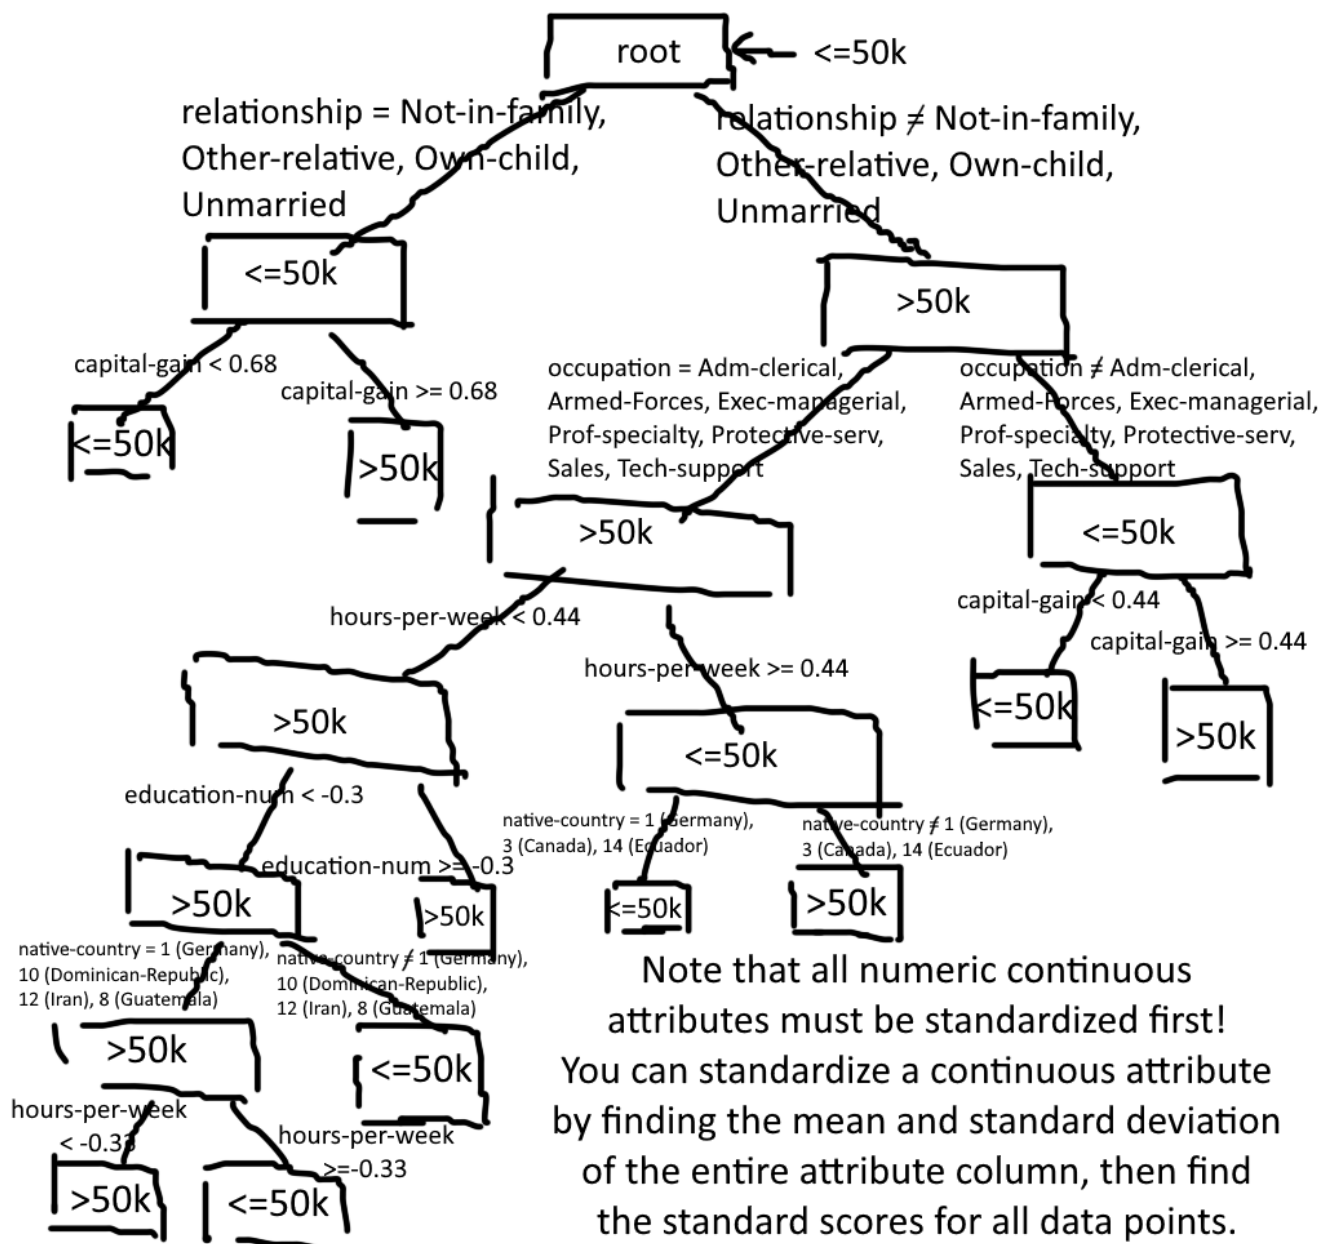 root
<=50k
relationship = Not-in-family,
Other-relative, Own-child,
Unmarried
relationship ≠ Not-in-family,
Other-relative, Own-child,
Unmarried
<=50k
>50k
capital-gain < 0.68
capital-gain >= 0.68
<=50k
>50k
occupation = Adm-clerical,
Armed-Forces, Exec-managerial,
Prof-specialty, Protective-serv,
Sales, Tech-support
occupation ≠ Adm-clerical,
Armed-Forces, Exec-managerial,
Prof-specialty, Protective-serv,
Sales, Tech-support
>50k
<=50k
hours-per-week < 0.44
hours-per-week >= 0.44
capital-gain < 0.44
capital-gain >= 0.44
<=50k
>50k
>50k
<=50k
education-num < -0.3
education-num >= -0.3
native-country = 1 (Germany),
3 (Canada), 14 (Ecuador)
native-country ≠ 1 (Germany),
3 (Canada), 14 (Ecuador)
>50k
>50k
<=50k
>50k
native-country = 1 (Germany),
10 (Dominican-Republic),
12 (Iran), 8 (Guatemala)
native-country ≠ 1 (Germany),
10 (Dominican-Republic),
12 (Iran), 8 (Guatemala)
>50k
<=50k
hours-per-week
< -0.33
hours-per-week
>=-0.33
>50k
<=50k
Note that all numeric continuous
attributes must be standardized first!
You can standardize a continuous attribute
by finding the mean and standard deviation
of the entire attribute column, then find
the standard scores for all data points.